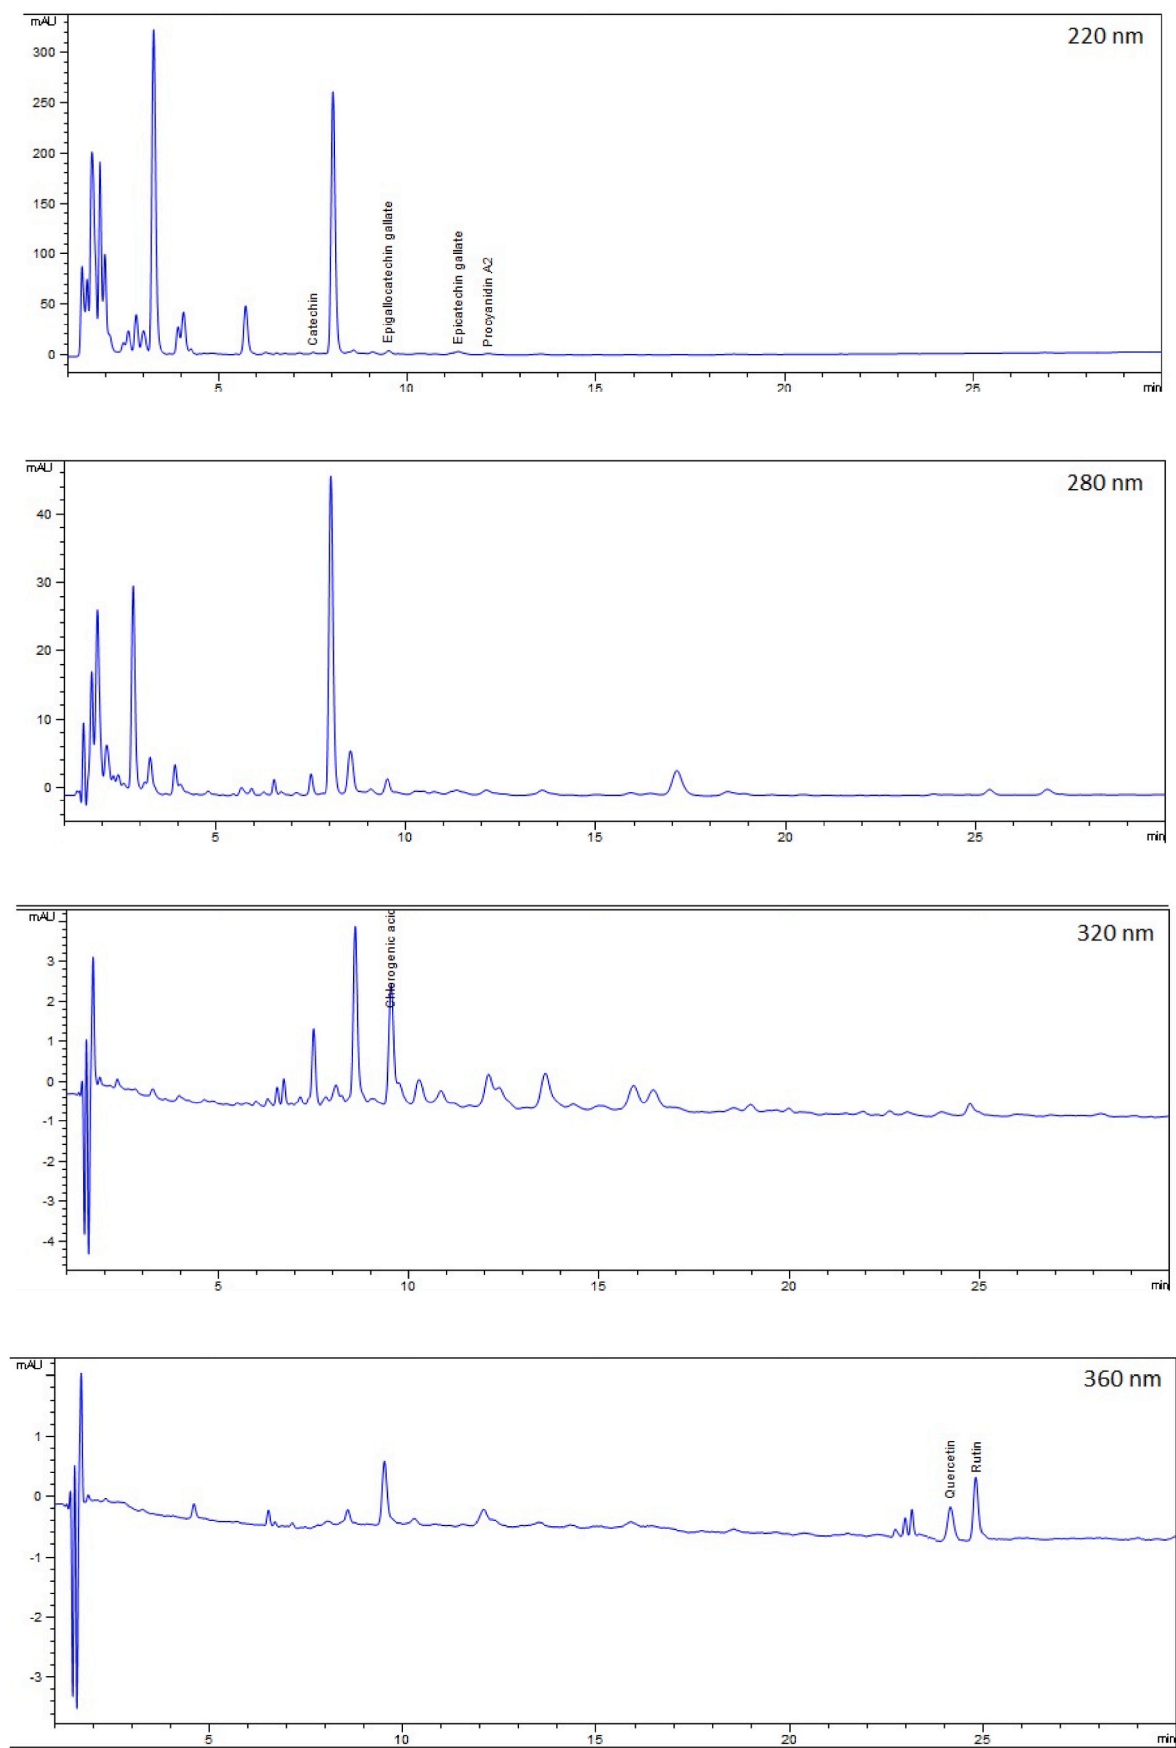 mAU
220 nm
300
250
200
150
100
50
0
Catechin
Epigallocatechin gallate
Epicatechin gallate
Procyanidin A2
5
10
15
20
25
min
mAU
280 nm
40
30
20
10
0
5
10
15
20
25
min
mAU
320 nm
3
2
1
0
-1
-2
-3
-4
Chlorogenic acid
5
10
15
20
25
min
mAU
360 nm
1
0
-1
-2
-3
Quercetin
Rutin
5
10
15
20
25
min